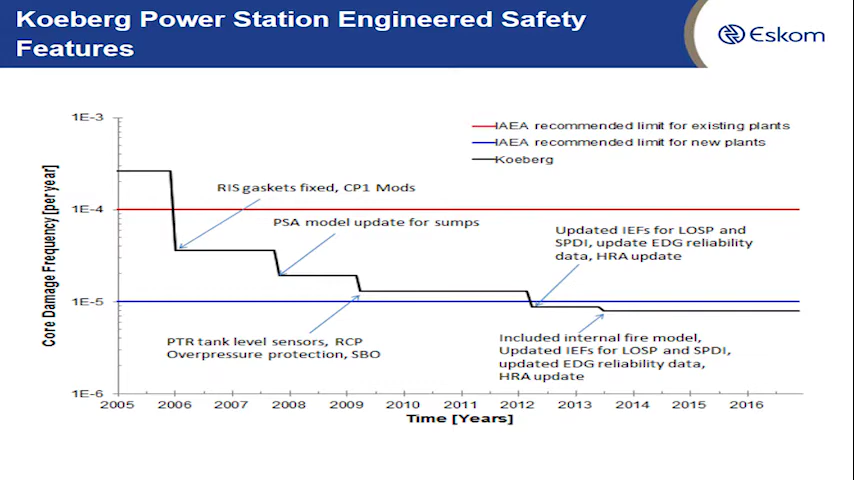 Koeberg Power Station Engineered Safety
Features
Eskom
1E-3
1E-4
1E-5
1E-6
Core Damage Frequency [per year]
IAEA recommended limit for existing plants
IAEA recommended limit for new plants
Koeberg
RIS gaskets fixed, CP1 Mods
PSA model update for sumps
Updated IEFs for LOSP and
SPDI, update EDG reliability
data, HRA update
PTR tank level sensors, RCP
Overpressure protection, SBO
Included internal fire model,
Updated IEFs for LOSP and SPDI,
updated EDG reliability data,
HRA update
2005 2006 2007 2008 2009 2010 2011 2012 2013 2014 2015 2016
Time [Years]